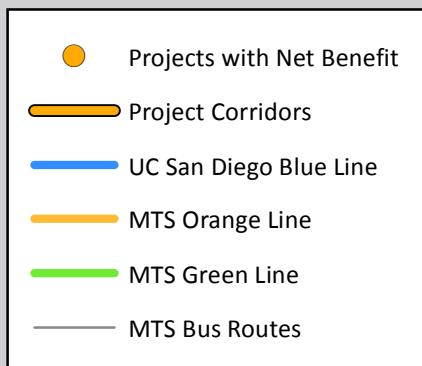 Projects with Net Benefit
Project Corridors
UC San Diego Blue Line
MTS Orange Line
MTS Green Line
MTS Bus Routes